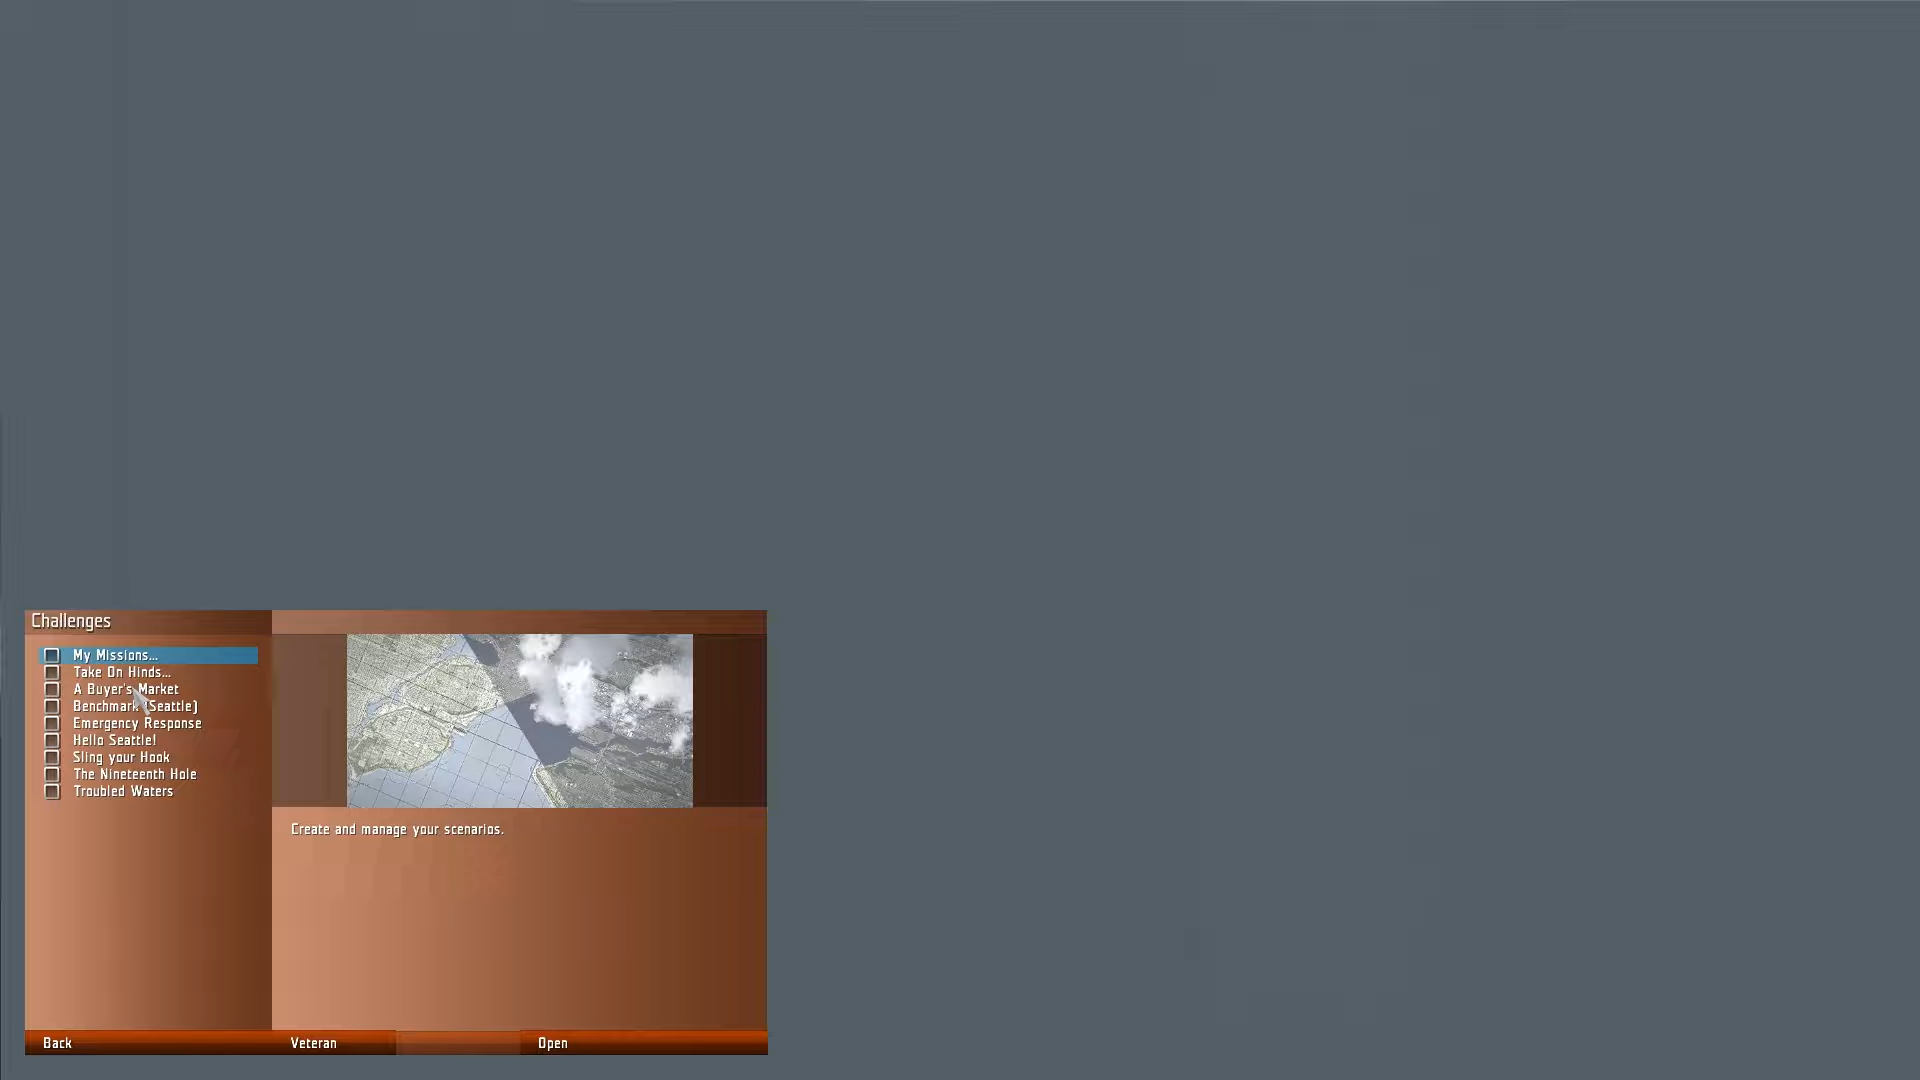 Challenges
My Missions...
Take On Hinds...
A Buyer's Market
Benchmark (Seattle)
Emergency Response
Hello Seattle!
Sling your Hook
The Nineteenth Hole
Troubled Waters
Create and manage your scenarios.
Back
Veteran
Open